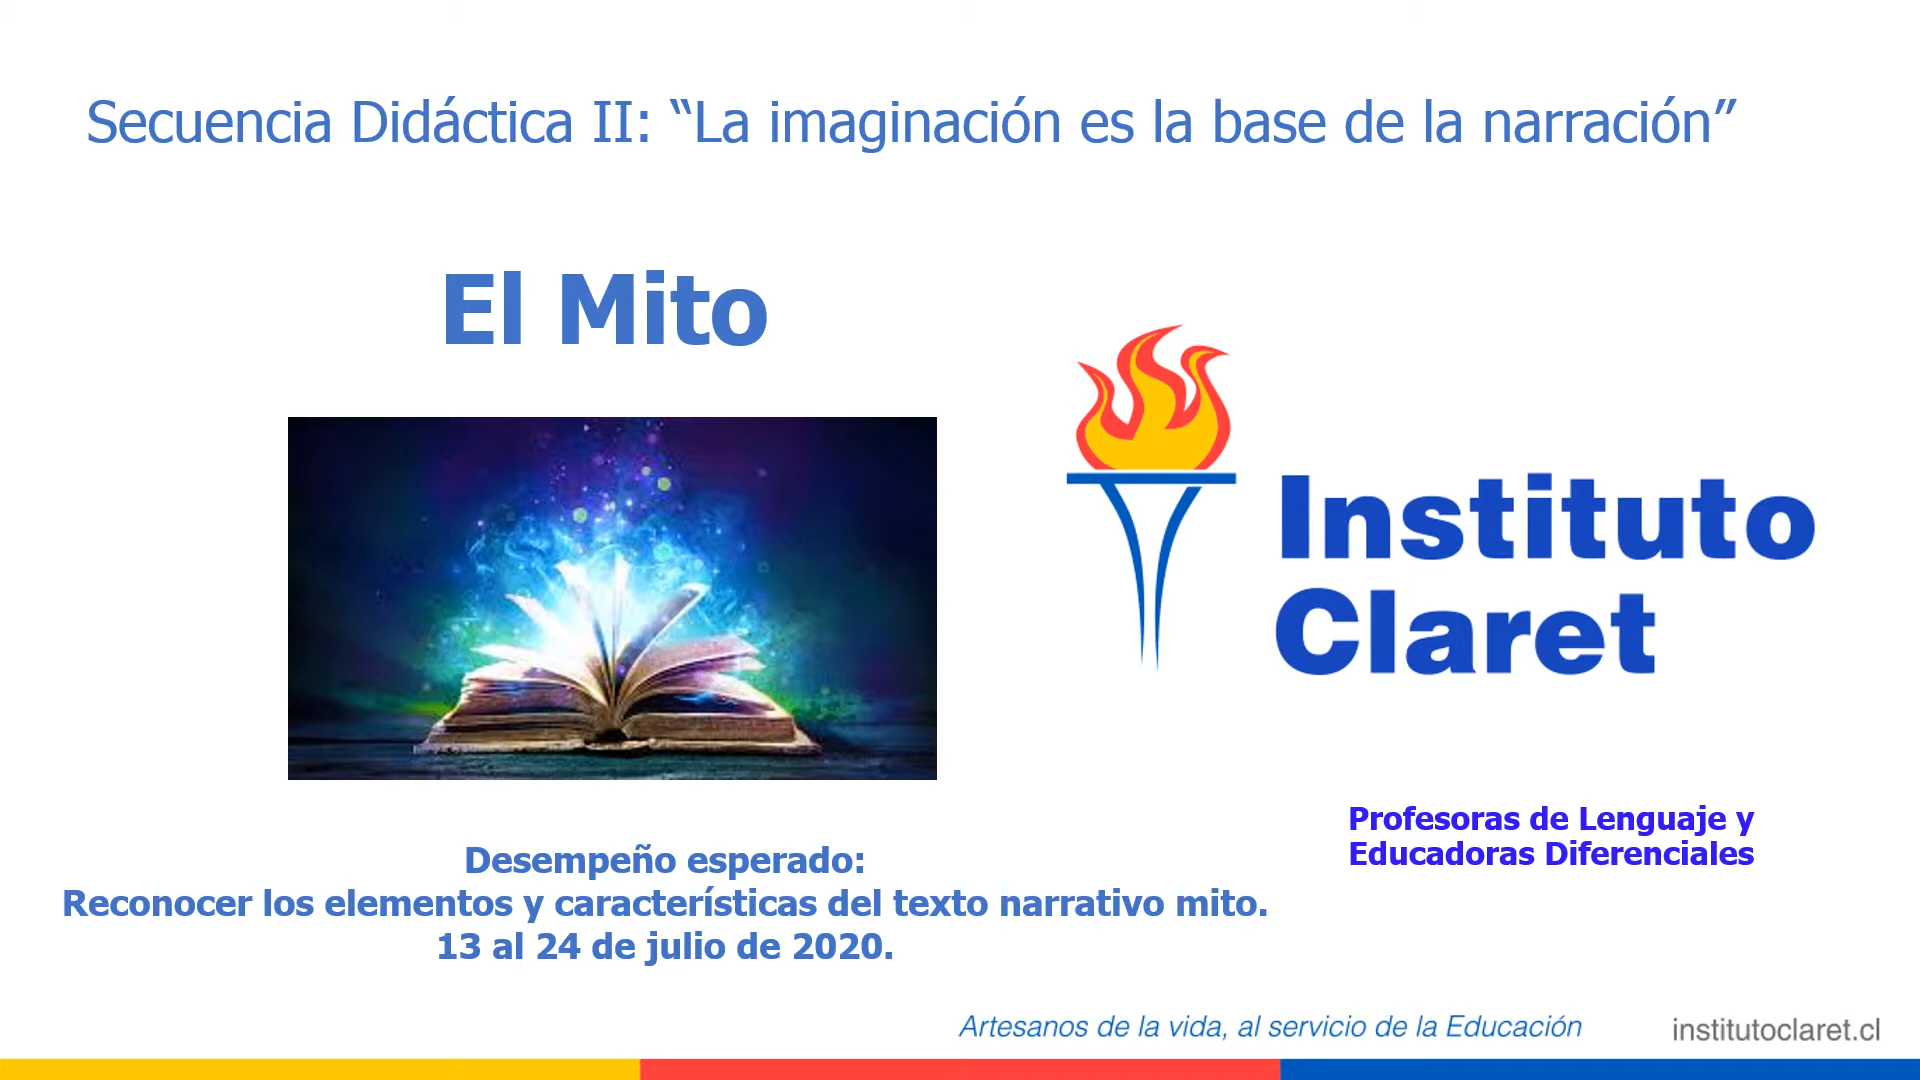 Secuencia Didáctica II: “La imaginación es la base de la narración”
El Mito
Instituto
Claret
Profesoras de Lenguaje y
Educadoras Diferenciales
Desempeño esperado:
Reconocer los elementos y características del texto narrativo mito.
13 al 24 de julio de 2020.
Artesanos de la vida, al servicio de la Educación
institutoclaret.cl